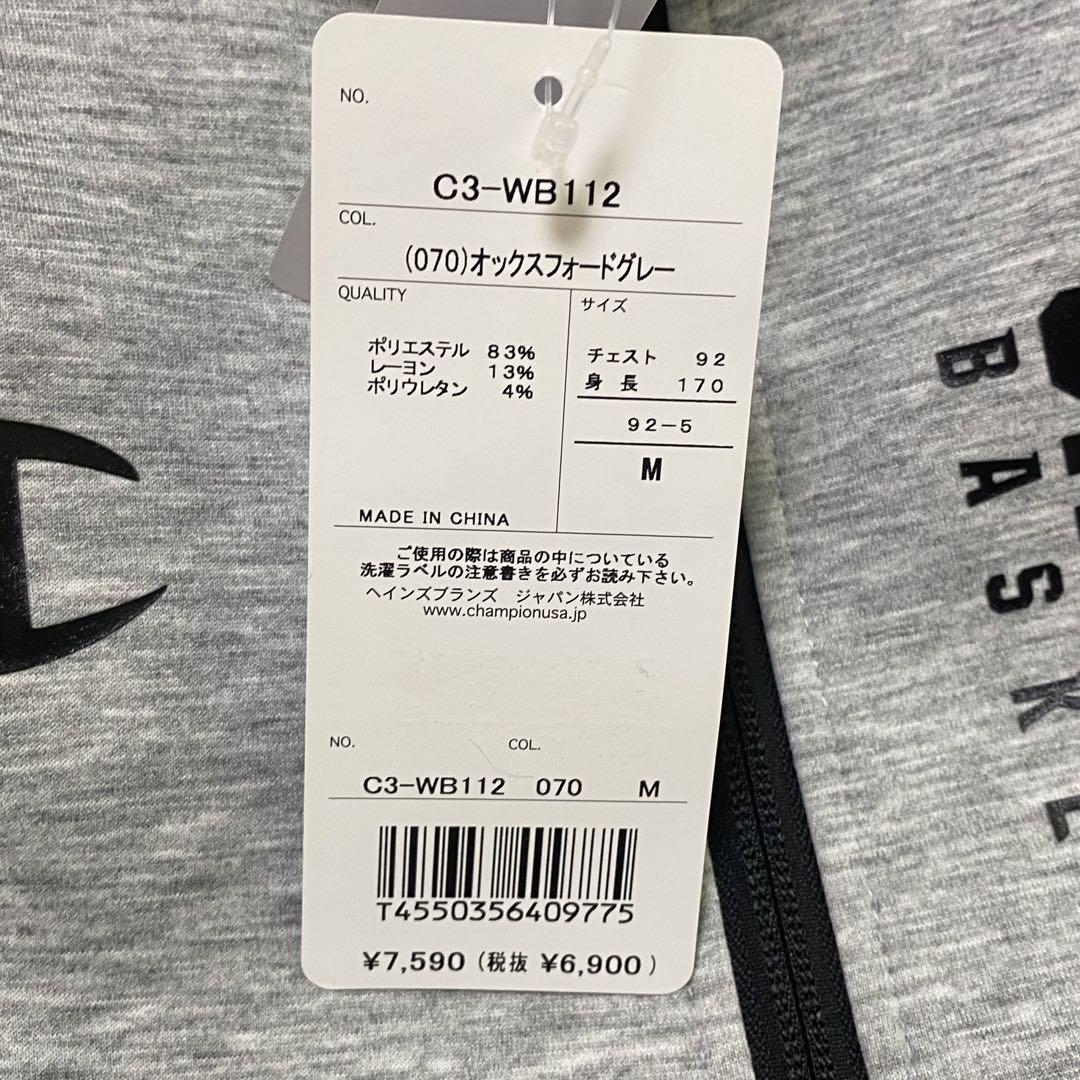 NO.
C3-WB112
COL.
(070)オックスフォードグレー
QUALITY
ポリエステル 83%
レーヨン 13%
ポリウレタン 4%
MADE IN CHINA
サイズ
チェスト 92
身長 170
92-5
M
ご使用の際は商品の中についている
洗濯ラベルの注意書きを必ずお読み下さい。
ヘインズブランズ ジャパン株式会社
www.championusa.jp
NO. COL.
C3-WB112 070 M
T4550356409775
¥7,590 (税抜 ¥6,900)
BASKE